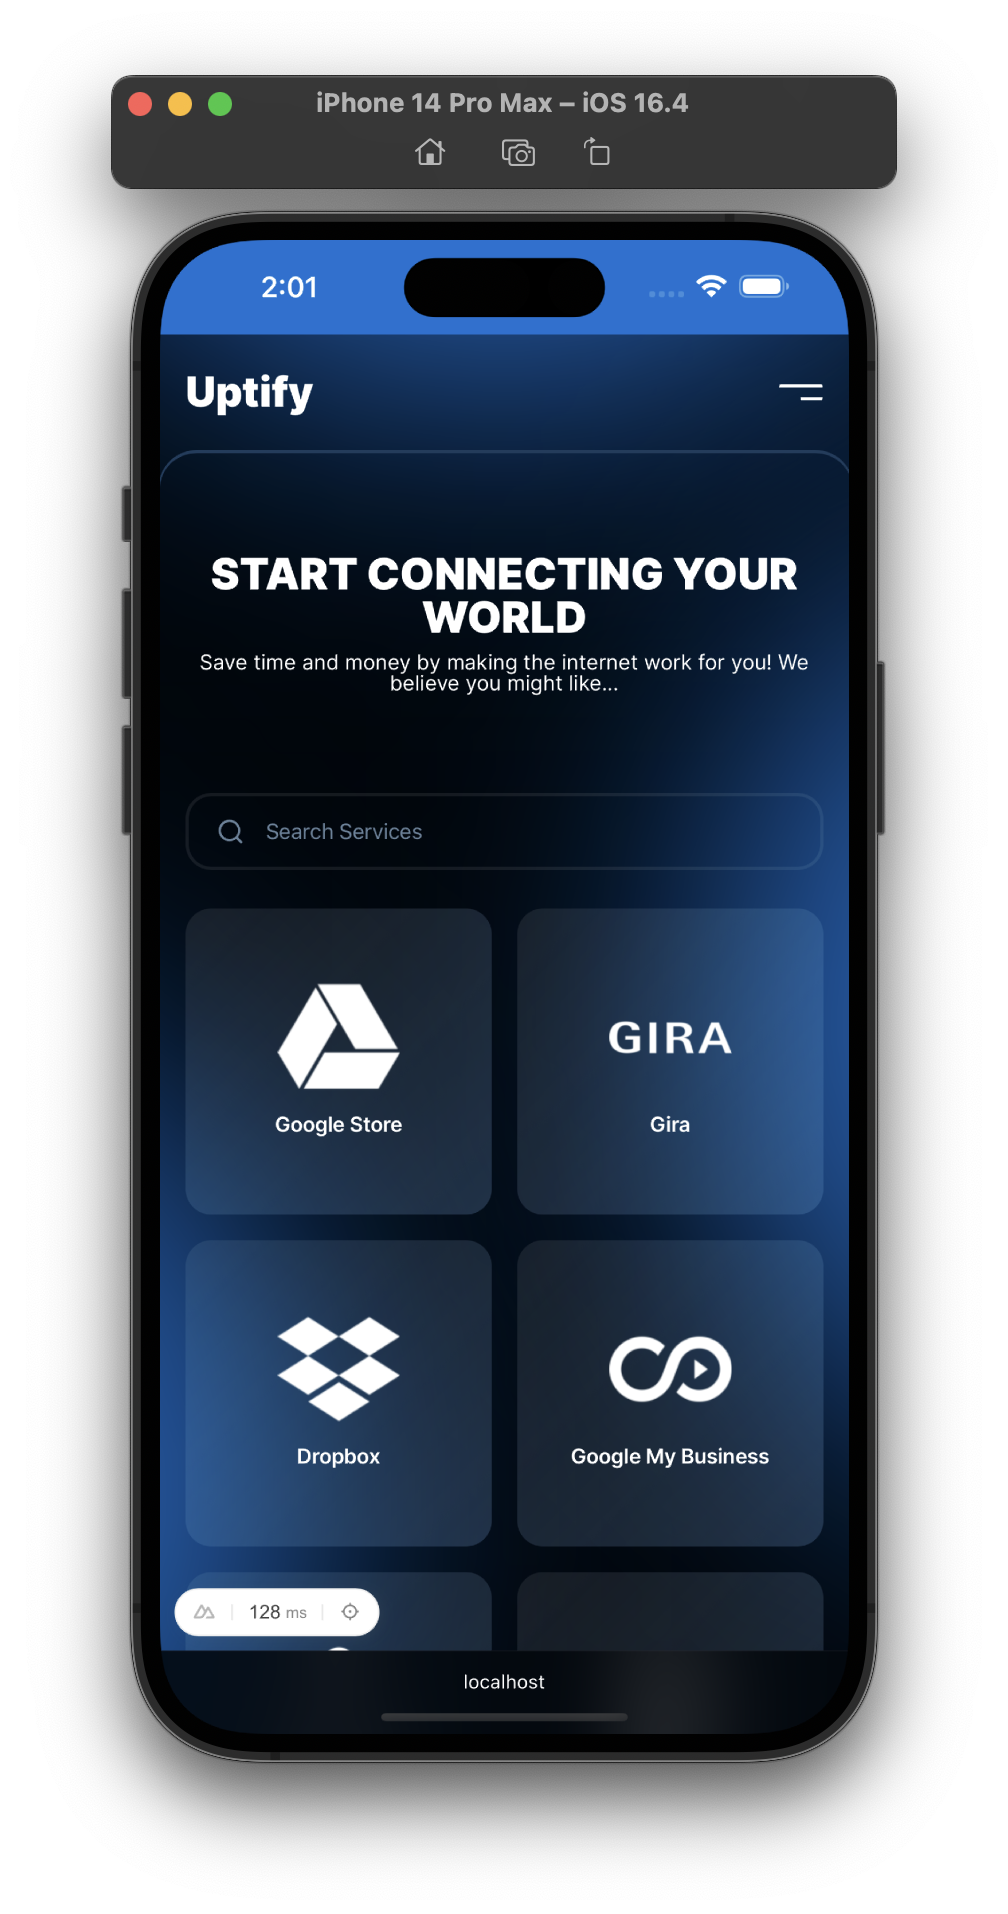 iPhone 14 Pro Max – iOS 16.4
2:01
Uptify
START CONNECTING YOUR
WORLD
Save time and money by making the internet work for you! We
believe you might like...
Search Services
GIRA
Google Store
Gira
Dropbox
Google My Business
128 ms
localhost